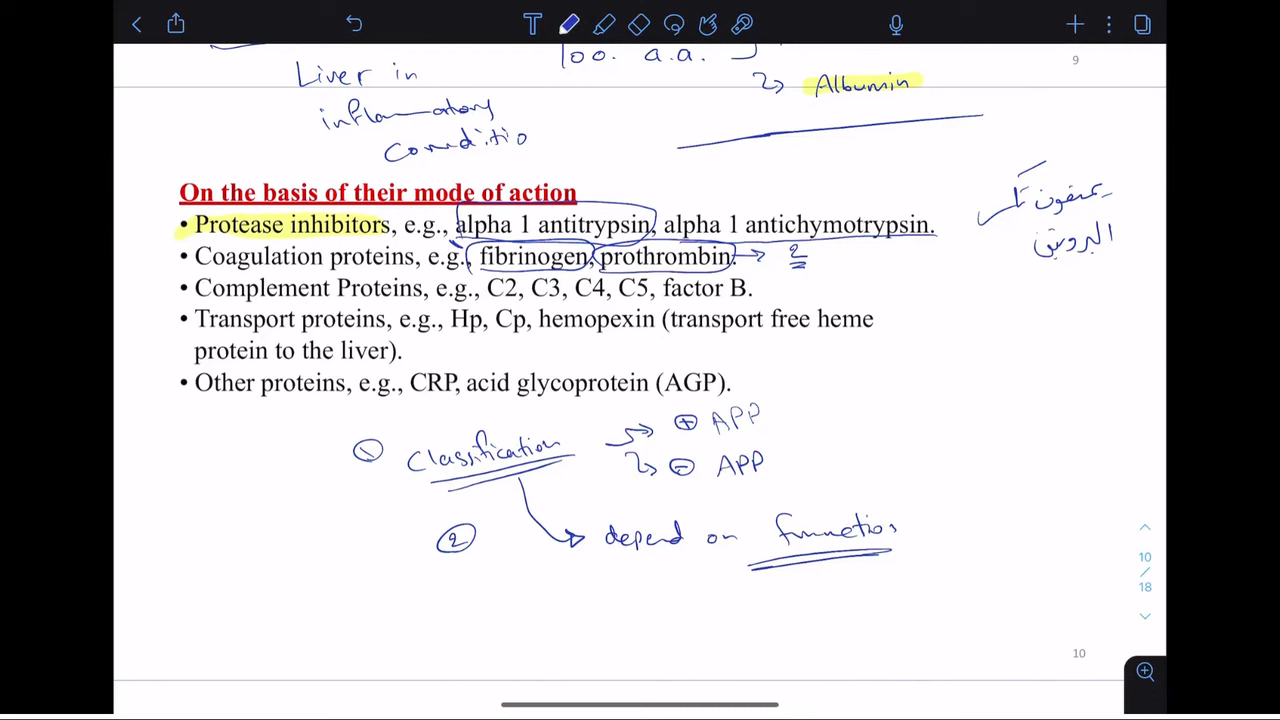 100. a.a.
9
Liver in
Albumin
inflammatory
Conditio
On the basis of their mode of action
• Protease inhibitors, e.g., alpha 1 antitrypsin, alpha 1 antichymotrypsin.
• Coagulation proteins, e.g., fibrinogen, prothrombin. → 2
• Complement Proteins, e.g., C2, C3, C4, C5, factor B.
• Transport proteins, e.g., Hp, Cp, hemopexin (transport free heme
protein to the liver).
• Other proteins, e.g., CRP, acid glycoprotein (AGP).
البروتين
① Classification → ⊕ APP
⊖ APP
② depend on function
10
/
18
10